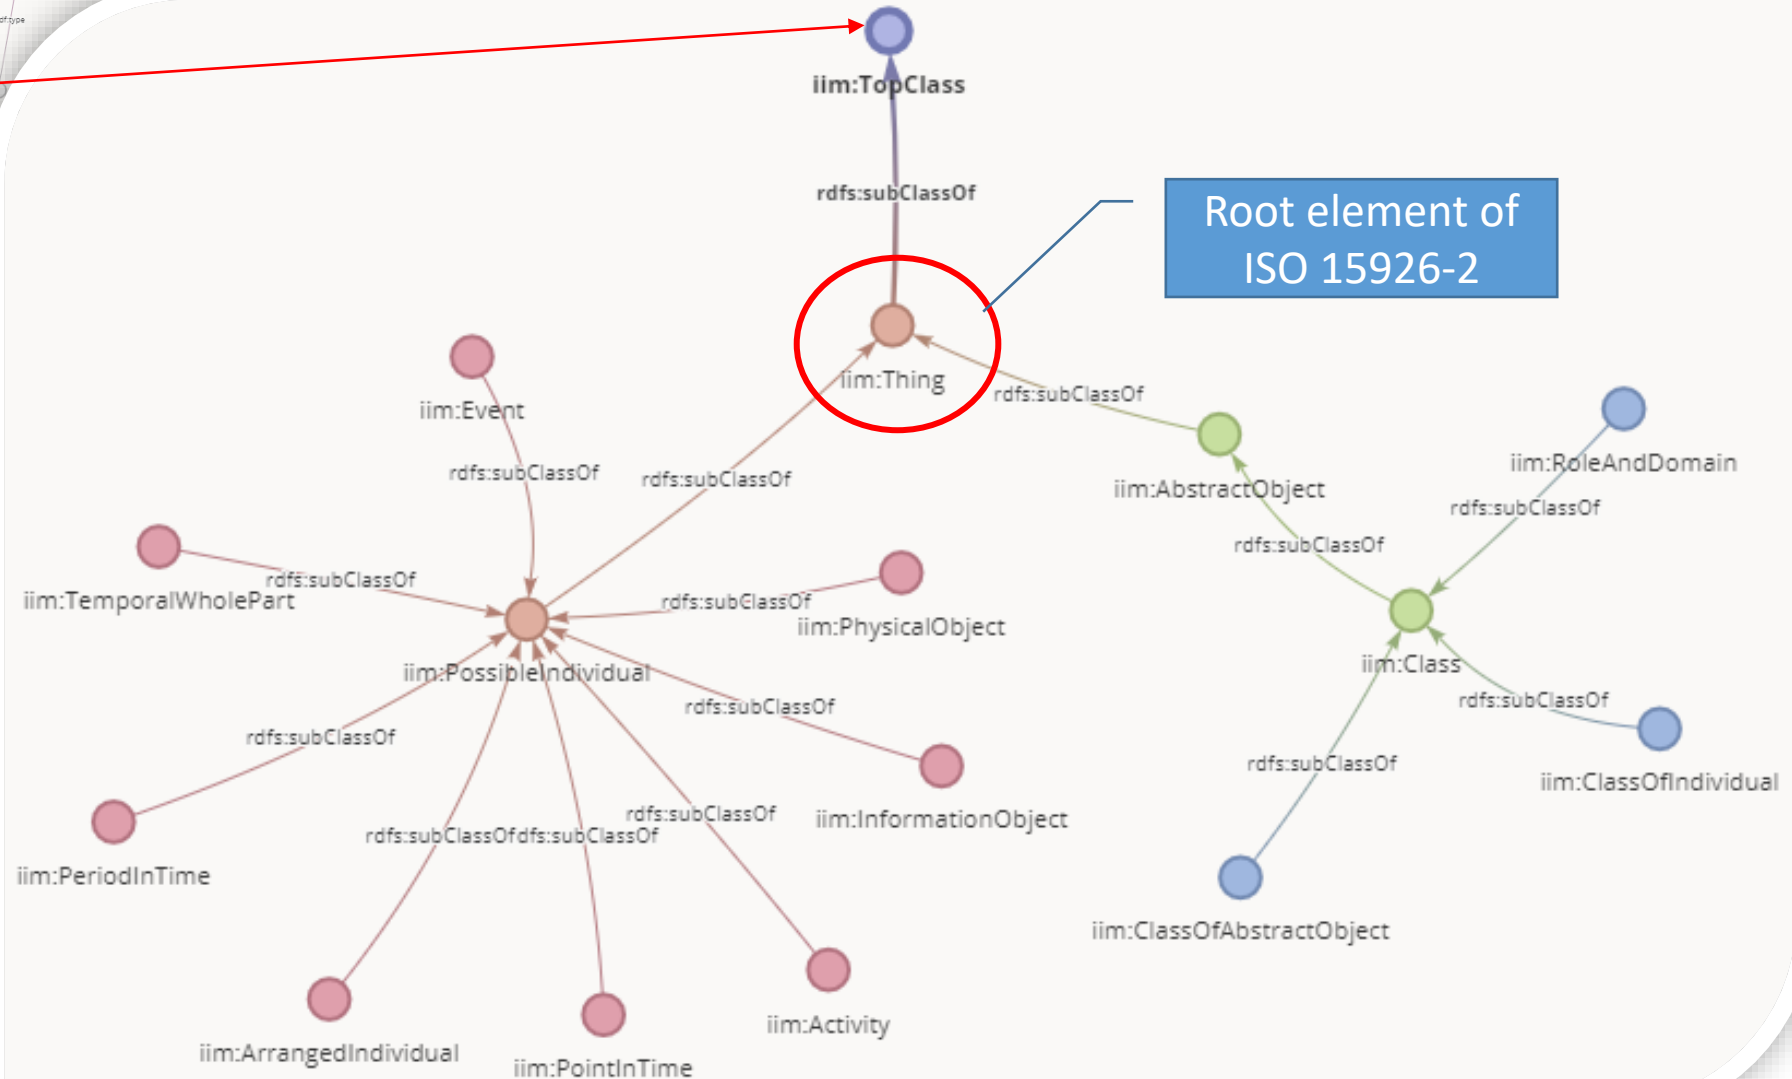 df:type
iim:TopClass
rdfs:subClassOf
Root element of
ISO 15926-2
iim:Thing
rdfs:subClassOf
iim:Event
iim:RoleAndDomain
rdfs:subClassOf
rdfs:subClassOf
iim:AbstractObject
rdfs:subClassOf
rdfs:subClassOf
rdfs:subClassOf
iim:TemporalWholePart
rdfs:subClassOf
iim:PhysicalObject
iim:PossibleIndividual
iim:Class
rdfs:subClassOf
rdfs:subClassOf
rdfs:subClassOf
rdfs:subClassOf
iim:ClassOfIndividual
iim:InformationObject
rdfs:subClassOf
rdfs:subClassOfdfs:subClassOf
iim:PeriodInTime
iim:ClassOfAbstractObject
iim:Activity
iim:ArrangedIndividual
iim:PointInTime